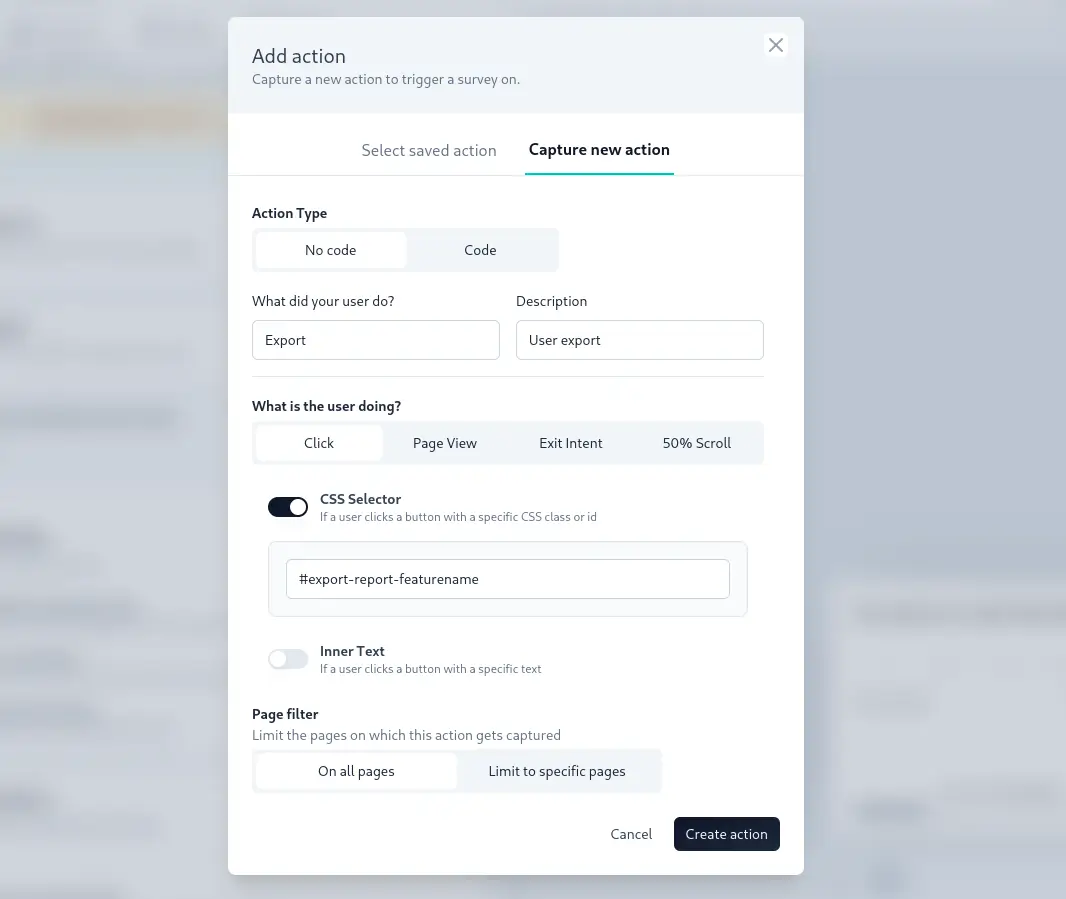 Add action
Capture a new action to trigger a survey on.
Select saved action
Capture new action
Action Type
No code
Code
What did your user do?
Description
Export
User export
What is the user doing?
Click
Page View
Exit Intent
50% Scroll
CSS Selector
If a user clicks a button with a specific CSS class or id
#export-report-featurename
Inner Text
If a user clicks a button with a specific text
Page filter
Limit the pages on which this action gets captured
On all pages
Limit to specific pages
Cancel
Create action